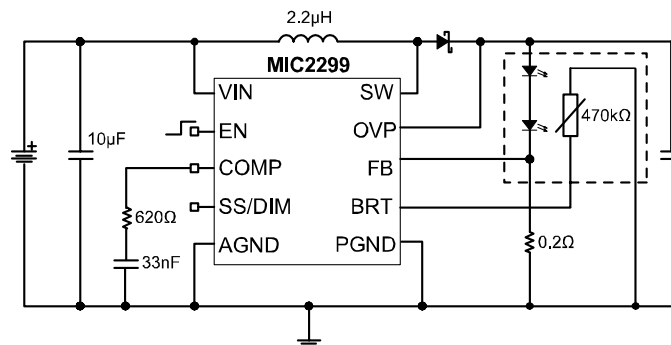 2.2µH
MIC2299
VIN
SW
EN
OVP
470kΩ
10µF
COMP
FB
SS/DIM
BRT
620Ω
AGND
PGND
0.2Ω
33nF